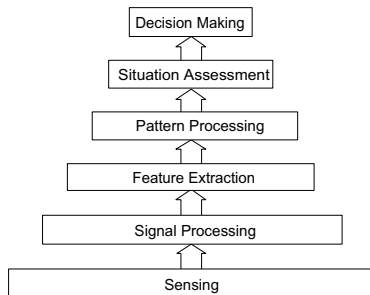 Decision Making
Situation Assessment
Pattern Processing
Feature Extraction
Signal Processing
Sensing